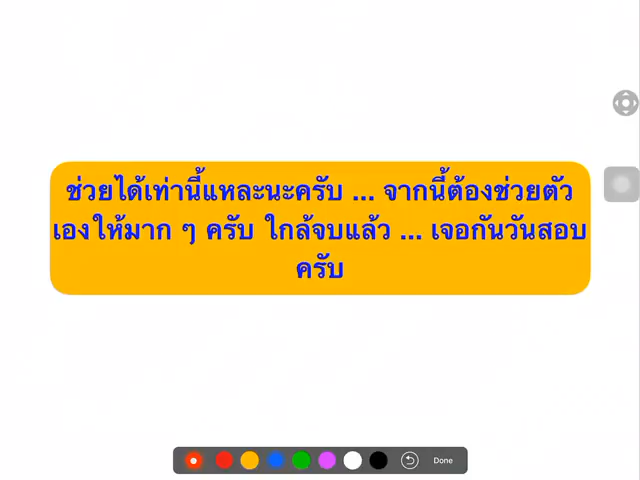 ช่วยได้เท่านี้แหละนะครับ ... จากนี้ต้องช่วยตัว
เองให้มาก ๆ ครับ ใกล้จบแล้ว ... เจอกันวันสอบ
ครับ
Done